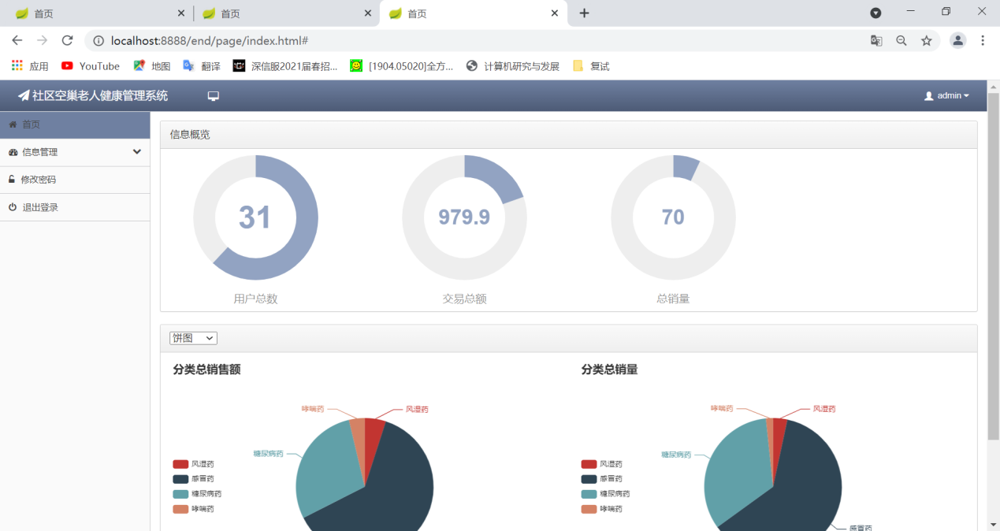 首页 首页 首页
localhost:8888/end/page/index.html#
应用 YouTube 地图 翻译 深信服2021届春招... [1904.05020]全方... 计算机研究与发展 复试
社区空巢老人健康管理系统 admin
首页
信息管理
修改密码
退出登录
信息概览
31 979.9 70
用户总数 交易总额 总销量
饼图
分类总销售额 分类总销量
哮喘药 风湿药 哮喘药 风湿药
糖尿病药 糖尿病药
风湿药 风湿药
感冒药 感冒药
糖尿病药 糖尿病药
哮喘药 哮喘药
感冒药